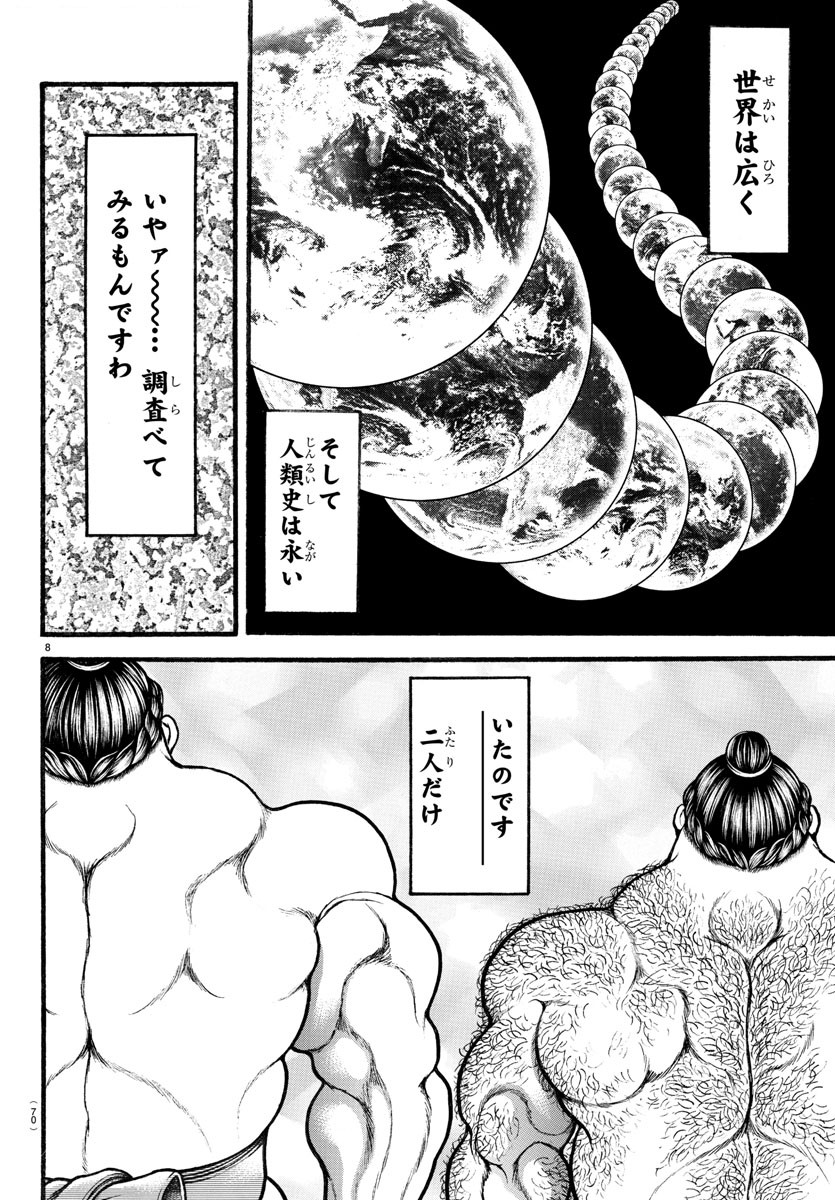 世界は広く
そして
人類史は永い
いやァ〜〜〜…調査べて
みるもんですわ
8
いたのです
二人だけ
(70)